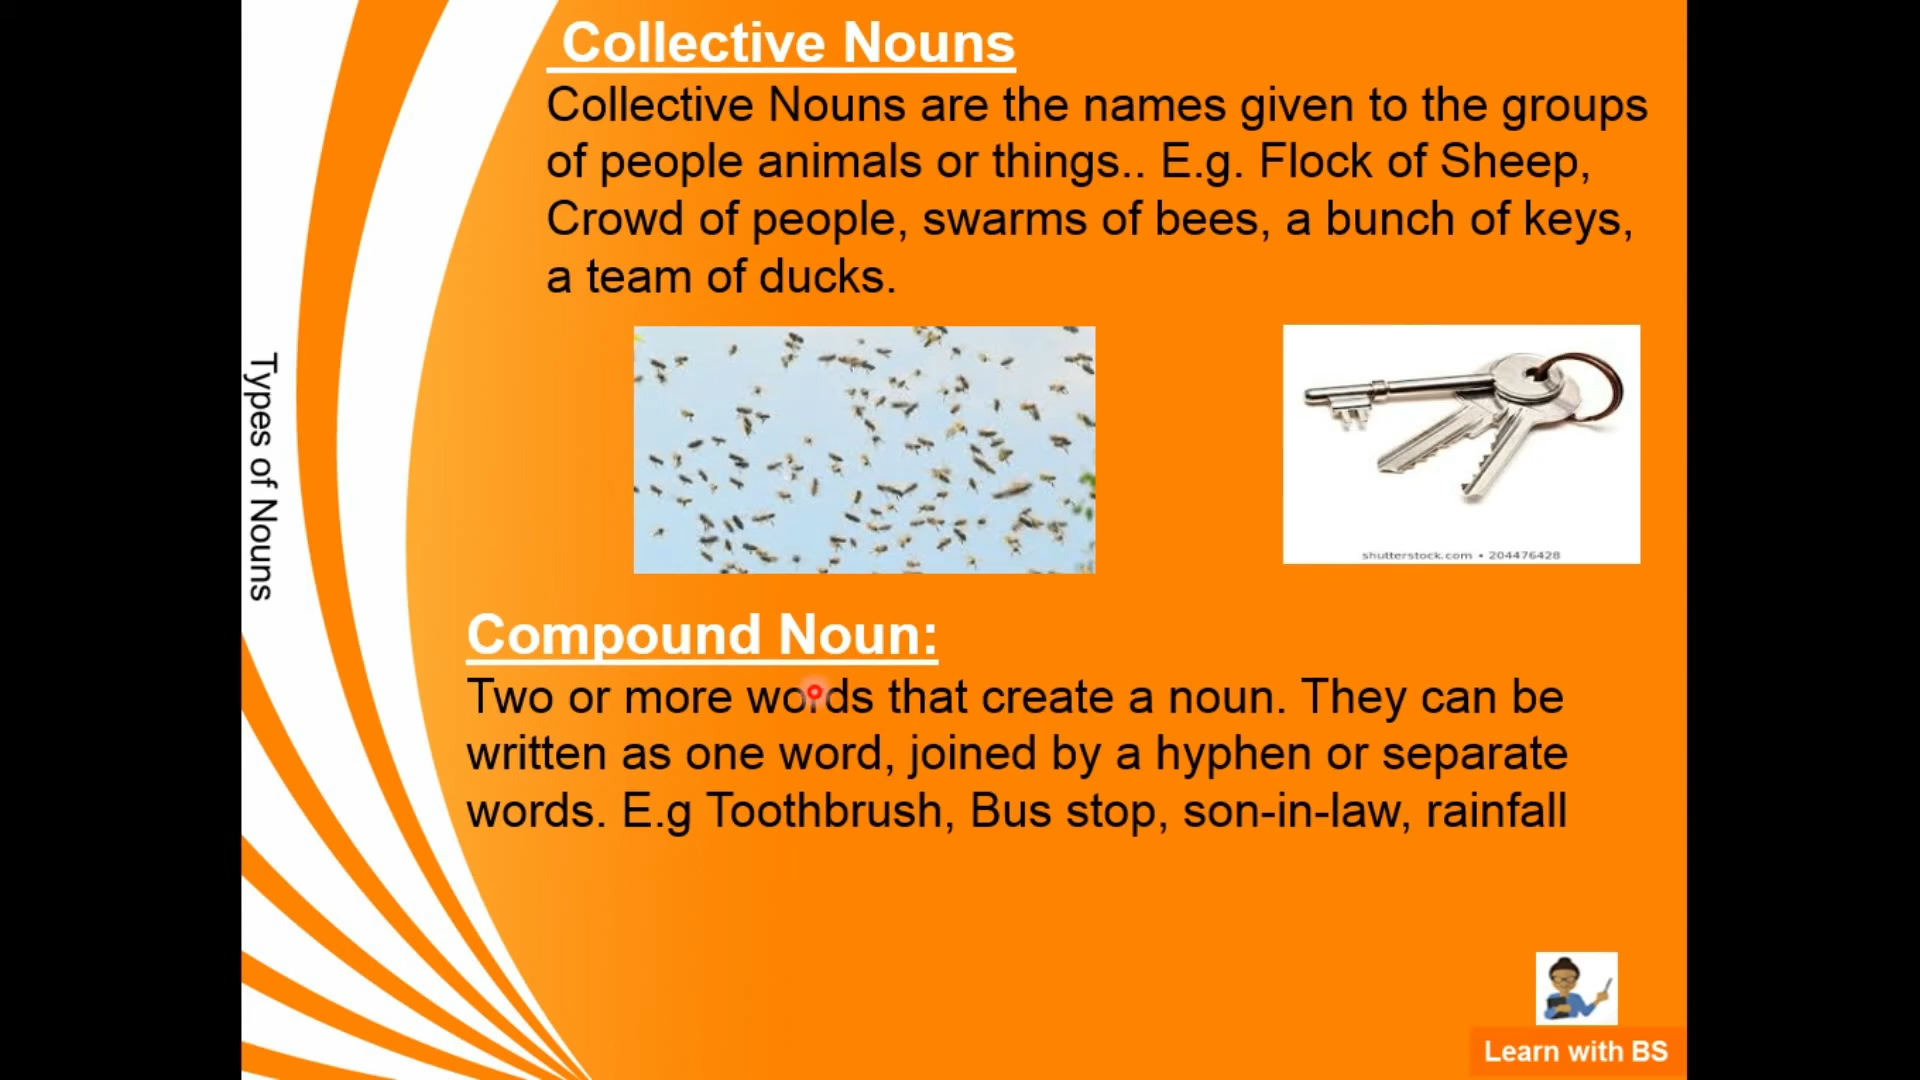 Collective Nouns
Collective Nouns are the names given to the groups
of people animals or things.. E.g. Flock of Sheep,
Crowd of people, swarms of bees, a bunch of keys,
a team of ducks.
Types of Nouns
shutterstock.com • 204476428
Compound Noun:
Two or more words that create a noun. They can be
written as one word, joined by a hyphen or separate
words. E.g Toothbrush, Bus stop, son-in-law, rainfall
Learn with BS